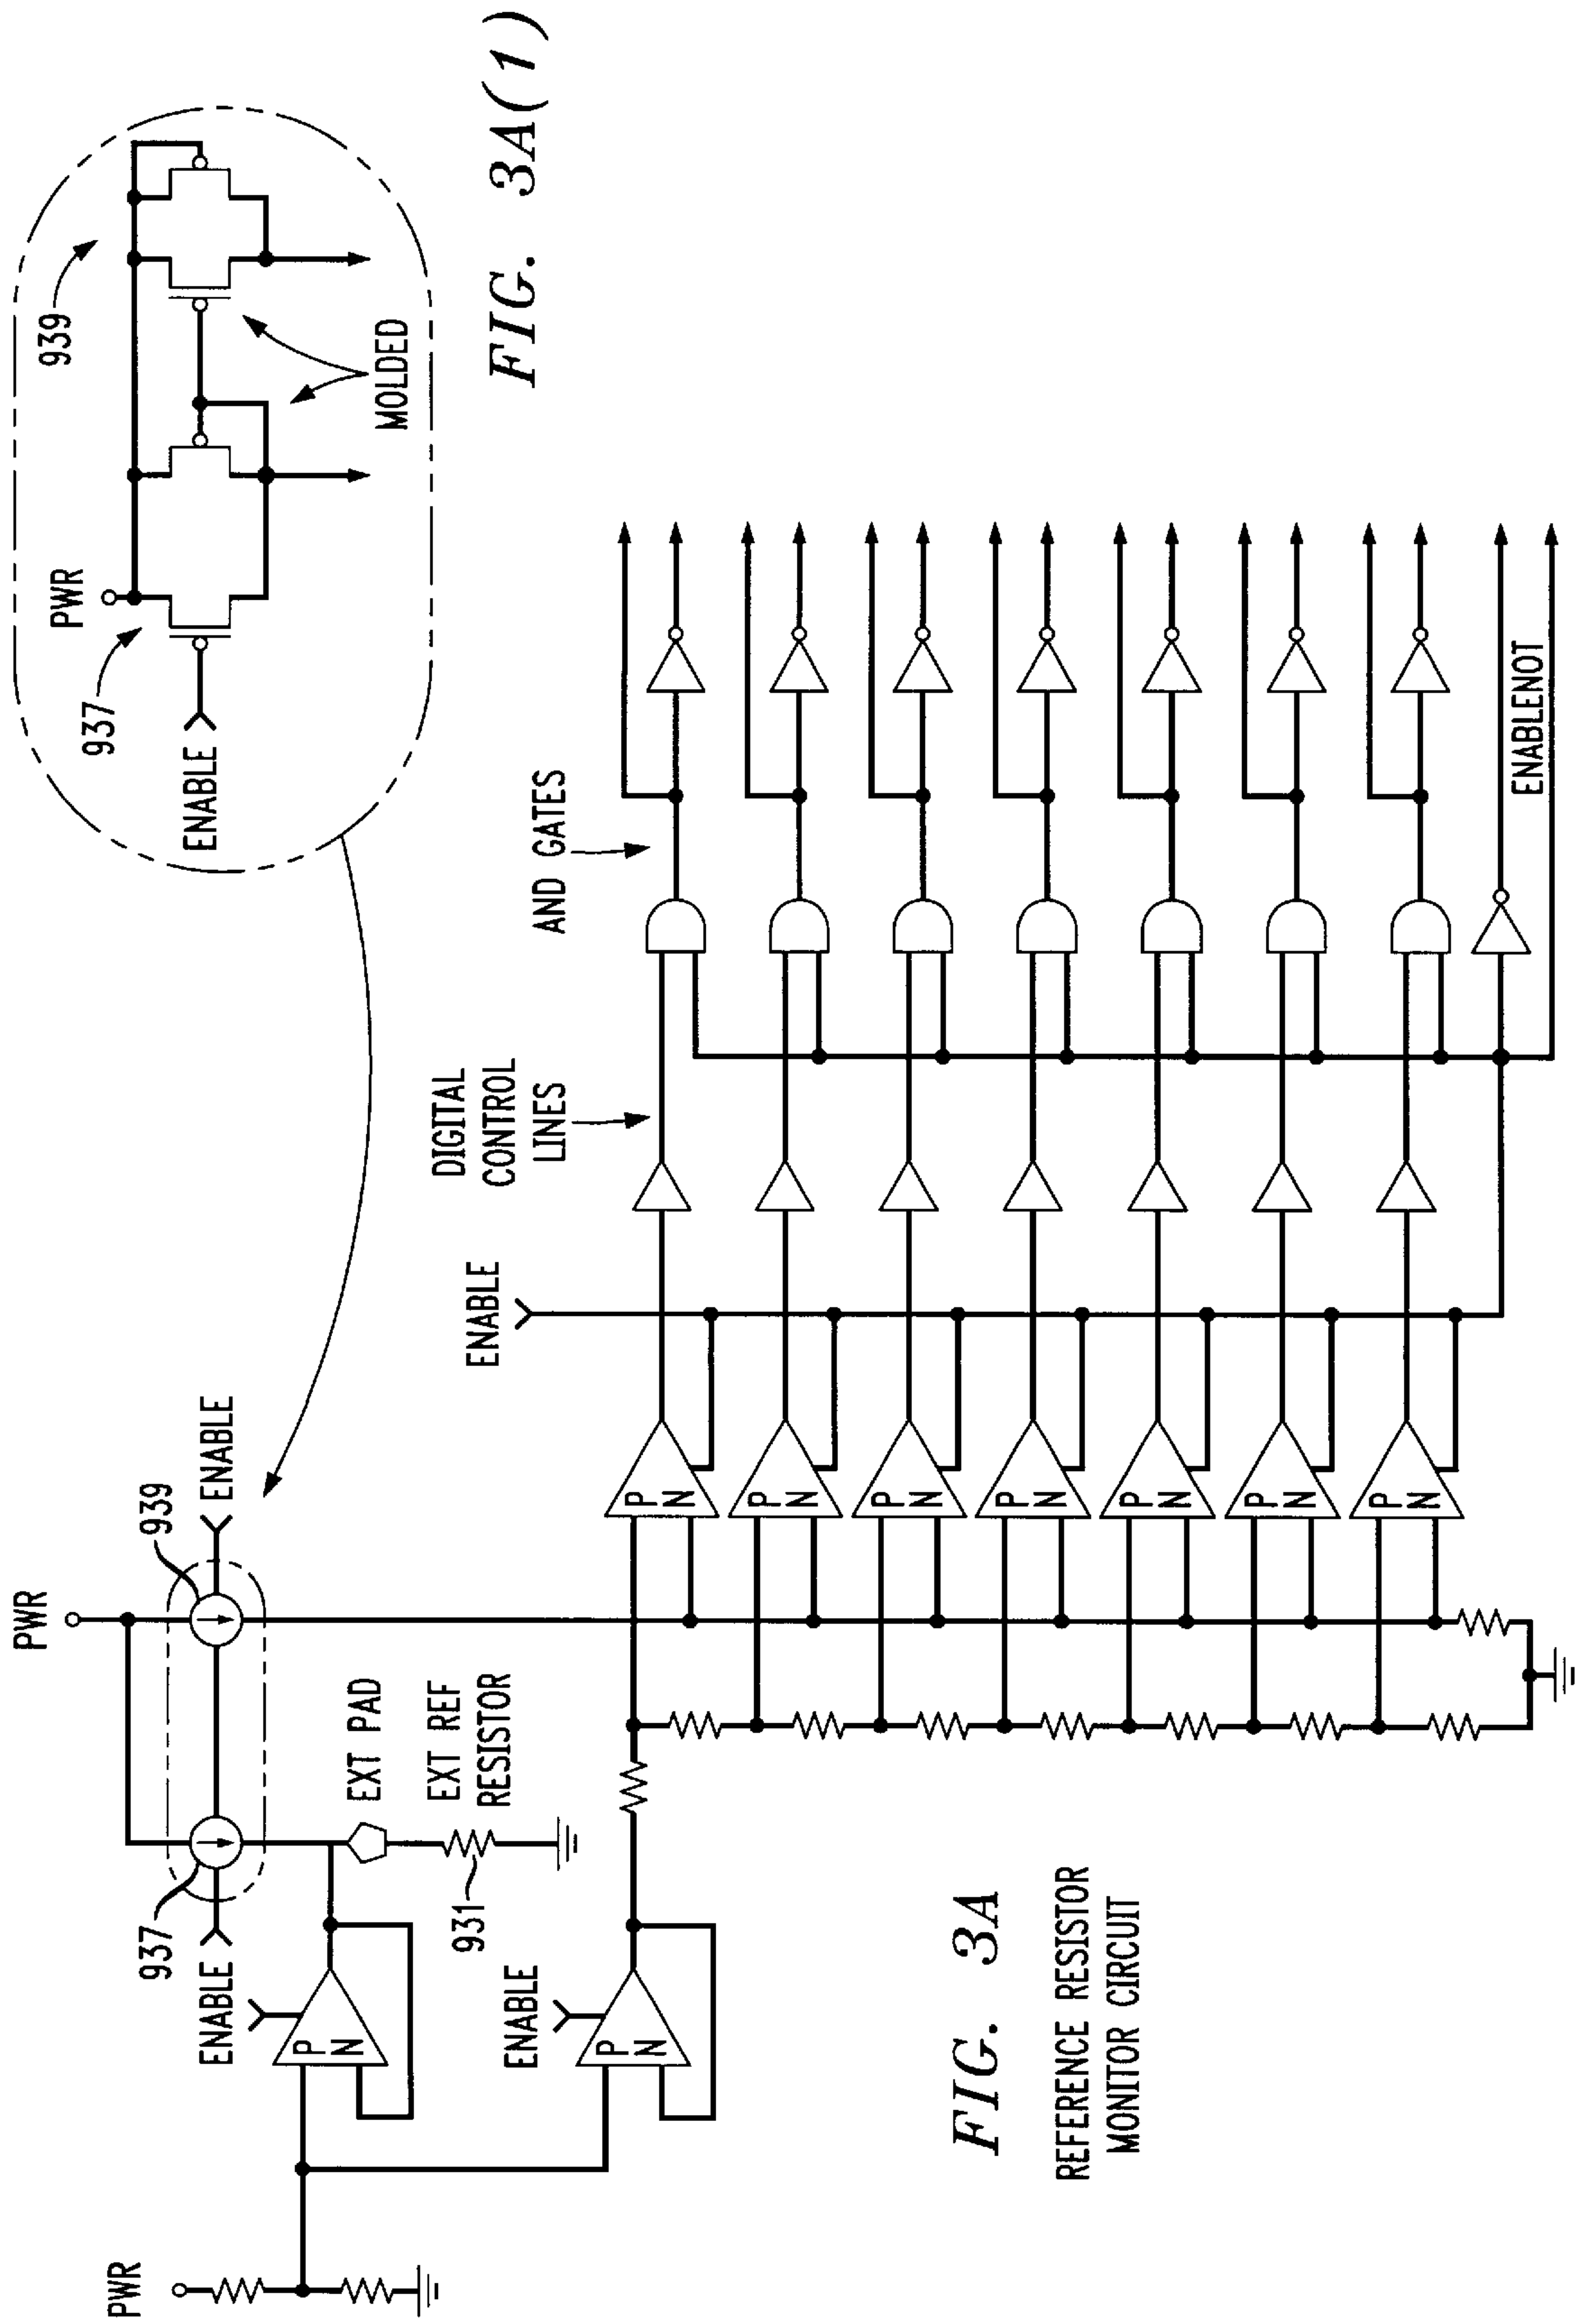 PWR
937
939
ENABLE
ENABLE
MOLDED
FIG. 3A(1)
PWR
PWR
937
939
ENABLE
ENABLE
P
N
EXT PAD
EXT REF
RESISTOR
931
ENABLE
P
N
ENABLE
DIGITAL
CONTROL
LINES
AND GATES
P
N
P
N
P
N
P
N
P
N
P
N
P
N
ENABLENOT
FIG. 3A
REFERENCE RESISTOR
MONITOR CIRCUIT